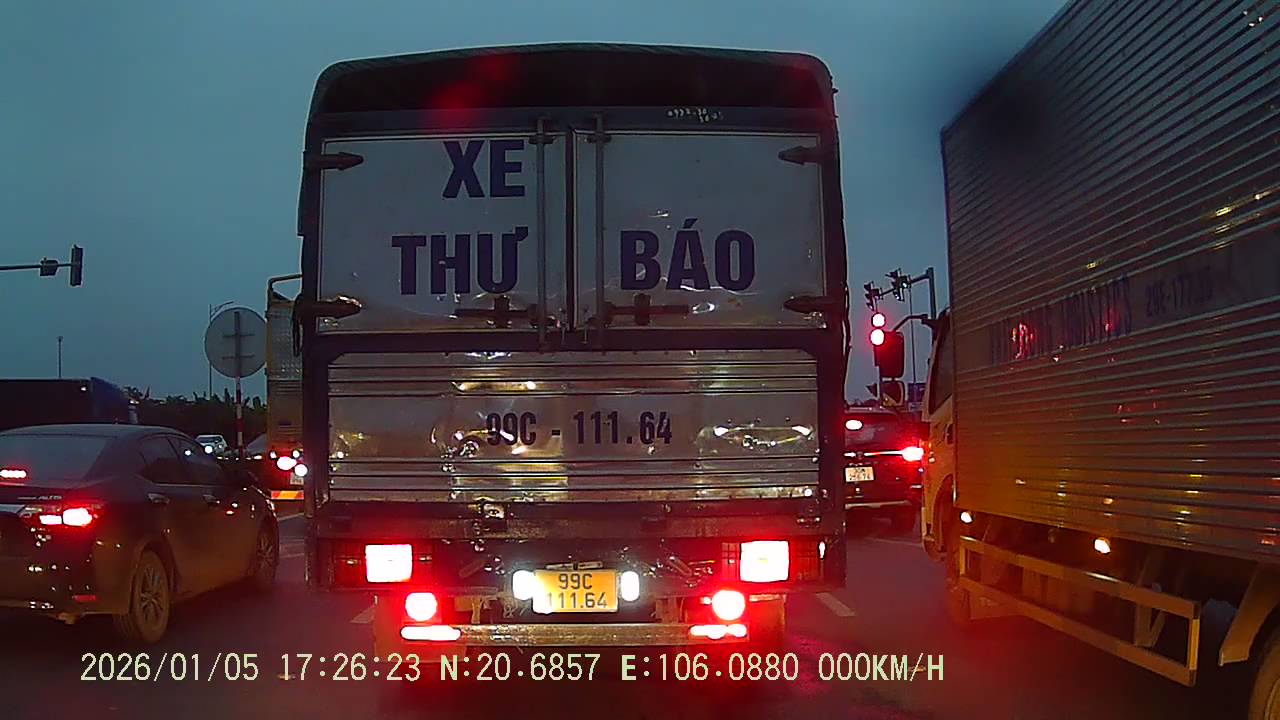 XE
THƯ BÁO
99C - 111.64
99C
111.64
ALTIS
2026/01/05 17:26:23 N:20.6857 E:106.0880 000KM/H